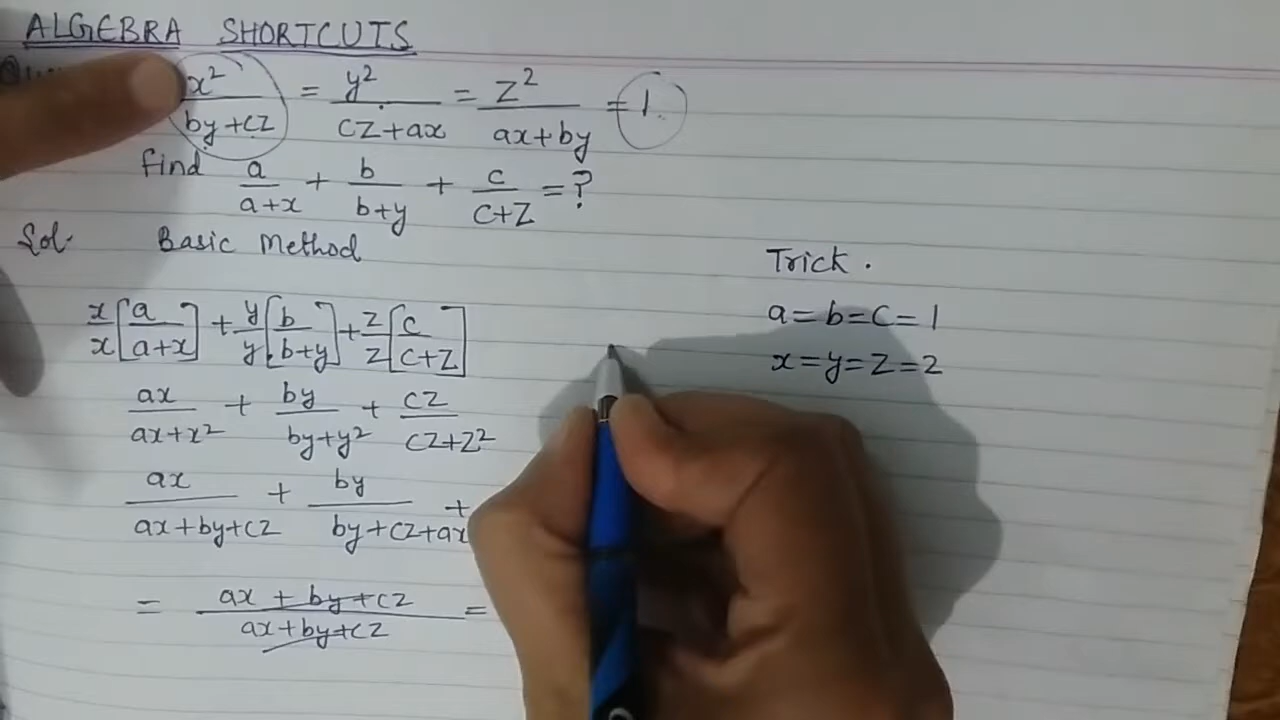 ALGEBRA SHORTCUTS
x²/(by+cz) = y²/(cz+ax) = z²/(ax+by) = 1.
find a/(a+x) + b/(b+y) + c/(c+z) = ?
Sol. Basic Method
x/x[a/(a+x)] + y/y[b/(b+y)] + z/z[c/(c+z)]
ax/(ax+x²) + by/(by+y²) + cz/(cz+z²)
ax/(ax+by+cz) + by/(by+cz+ax) +
= (ax+by+cz)/(ax+by+cz) =
Trick.
a=b=c=1
x=y=z=2